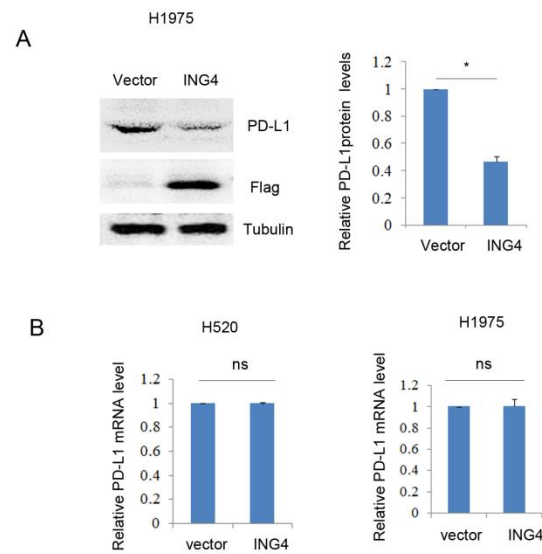 H1975
A
Vector ING4
PD-L1
Flag
Tubulin
Relative PD-L1protein levels
1.2
1
0.8
0.6
0.4
0.2
0
*
Vector ING4
B
H520
Relative PD-L1 mRNA level
1.2
1
0.8
0.6
0.4
0.2
0
ns
vector ING4
H1975
Relative PD-L1 mRNA level
1.2
1
0.8
0.6
0.4
0.2
0
ns
vector ING4